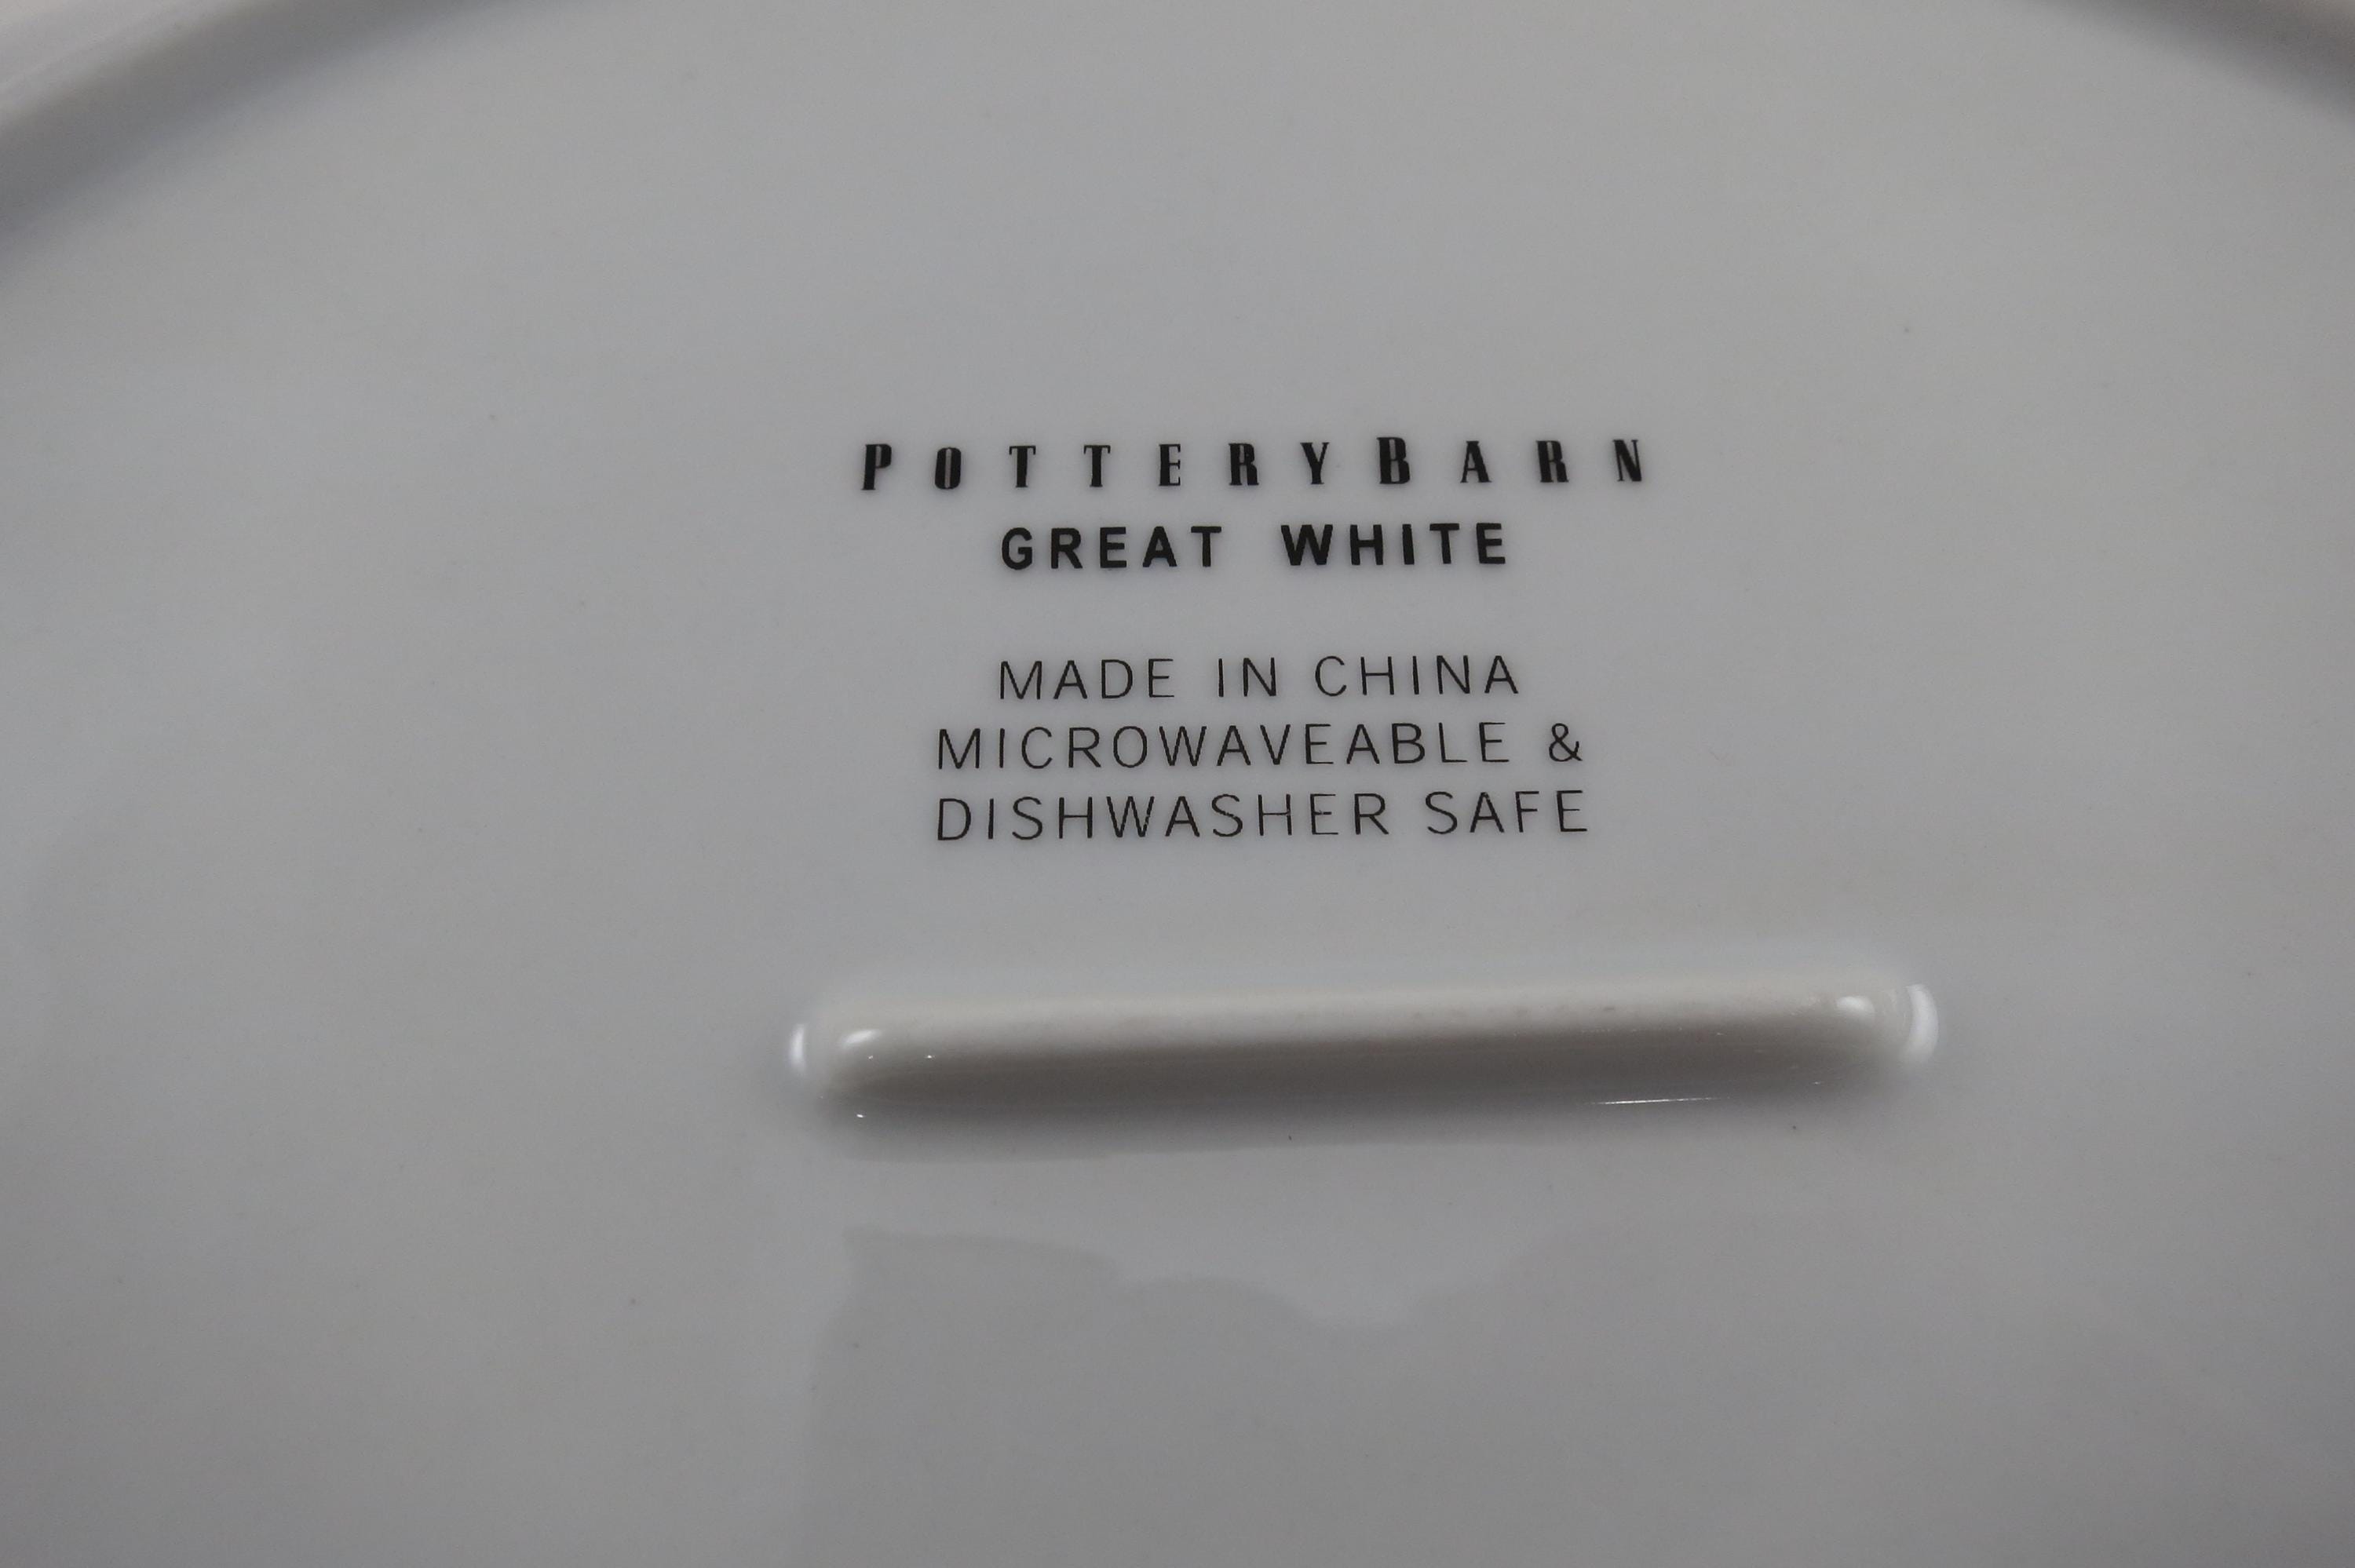 POTTERYBARN
GREAT WHITE
MADE IN CHINA
MICROWAVEABLE &
DISHWASHER SAFE